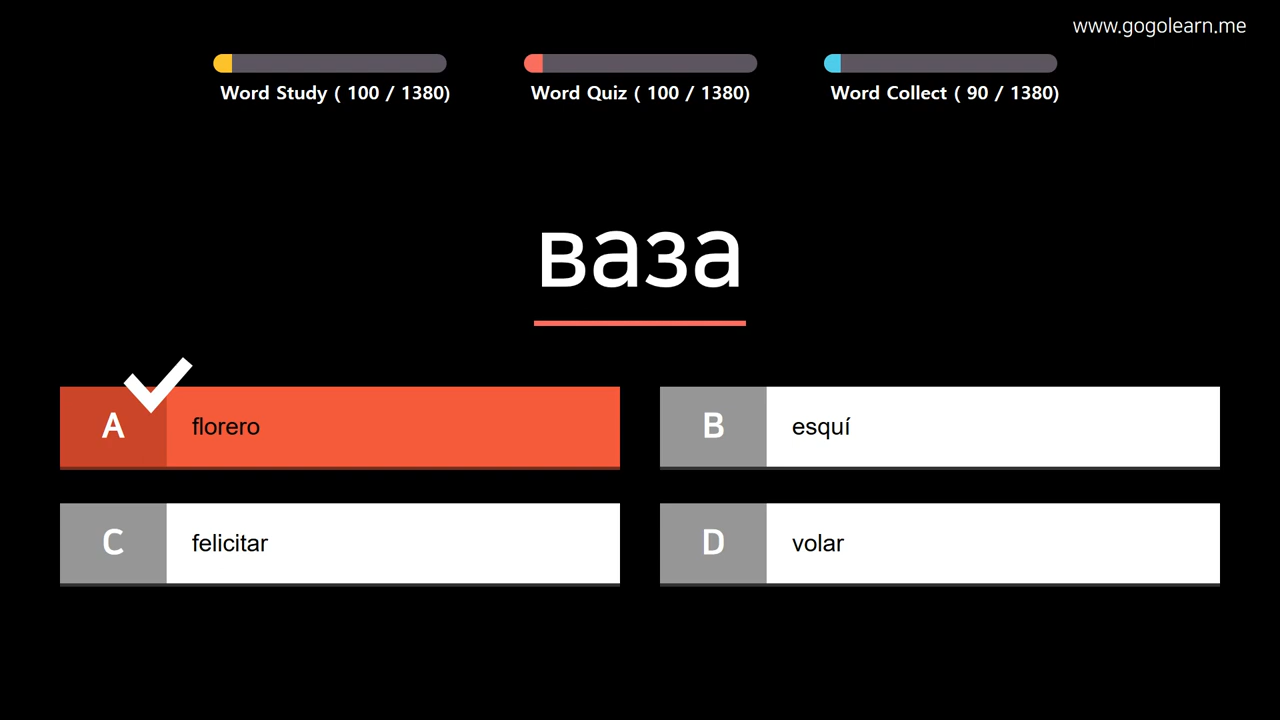 www.gogolearn.me
Word Study ( 100 / 1380)
Word Quiz ( 100 / 1380)
Word Collect ( 90 / 1380)
ваза
A florero
B esquí
C felicitar
D volar